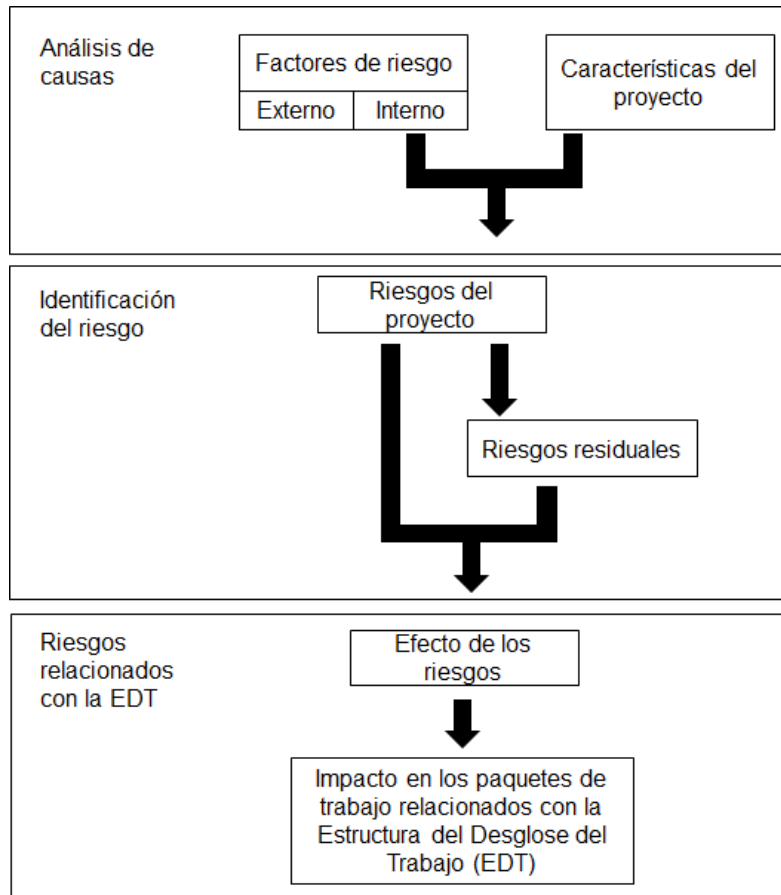 Análisis de
causas
Factores de riesgo
Externo
Interno
Características del
proyecto
Identificación
del riesgo
Riesgos del
proyecto
Riesgos residuales
Riesgos
relacionados
con la EDT
Efecto de los
riesgos
Impacto en los paquetes de
trabajo relacionados con la
Estructura del Desglose del
Trabajo (EDT)